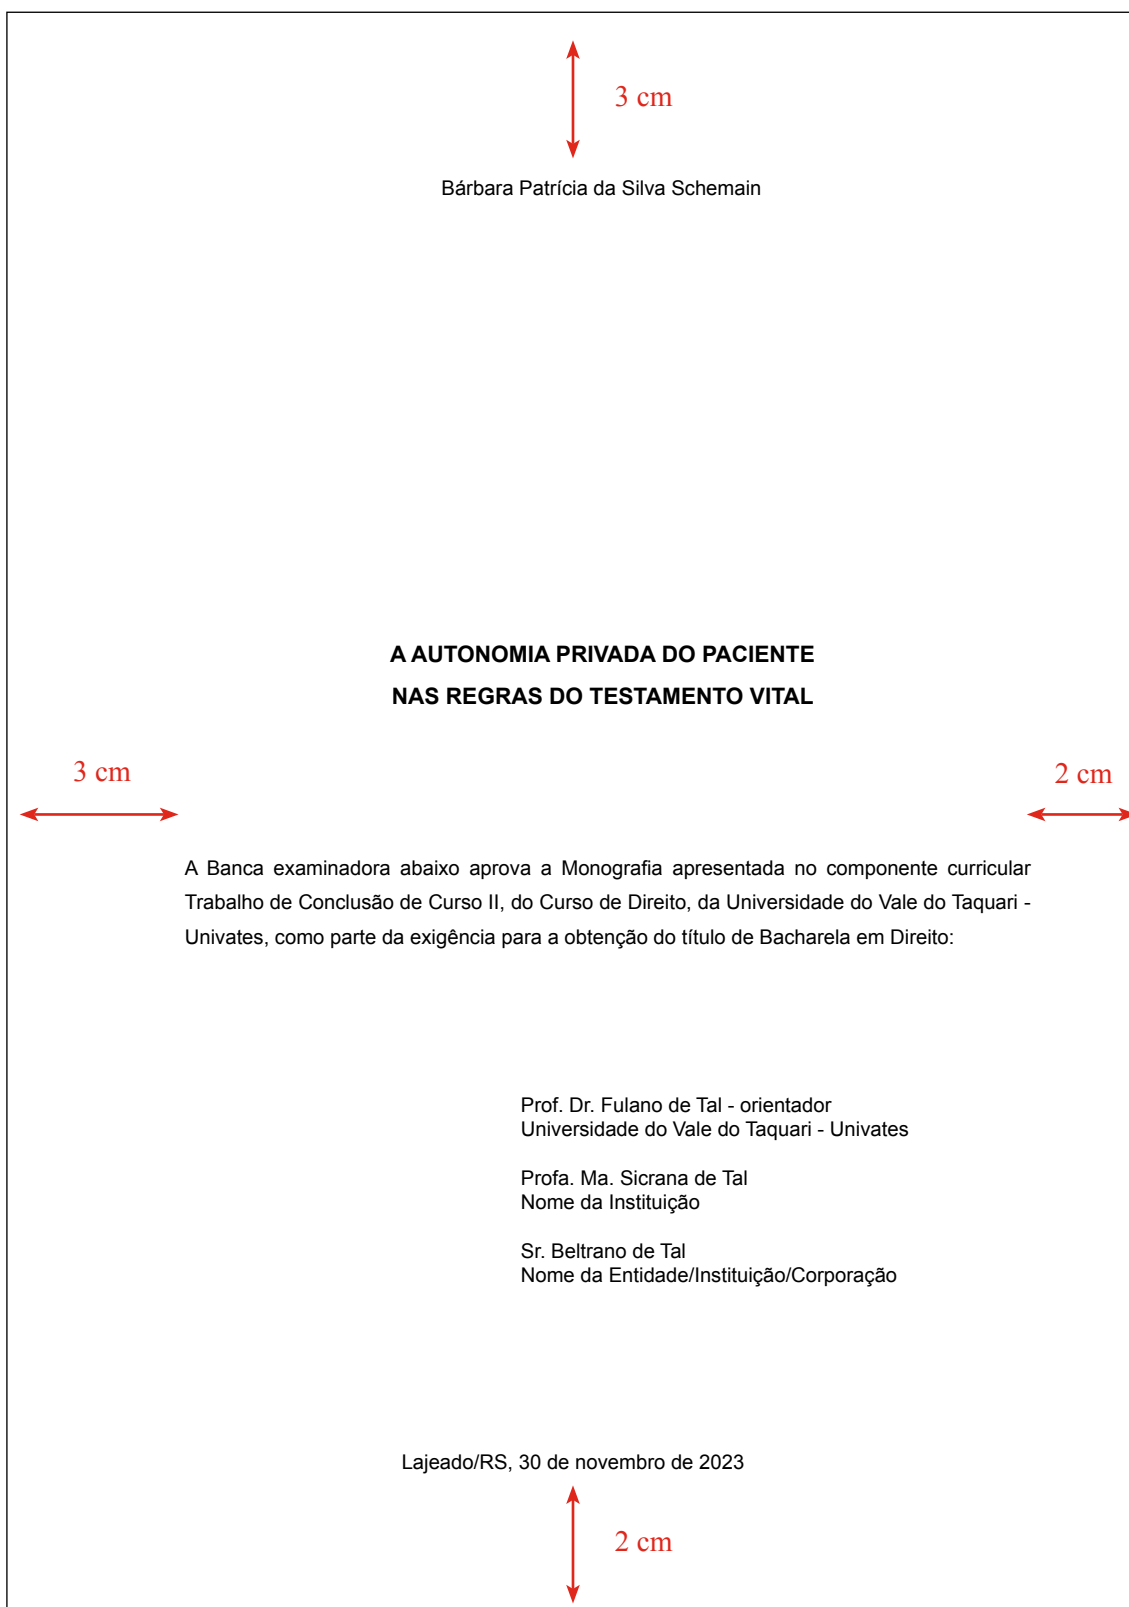 3 cm
Bárbara Patrícia da Silva Schemain
A AUTONOMIA PRIVADA DO PACIENTE
NAS REGRAS DO TESTAMENTO VITAL
3 cm
2 cm
A Banca examinadora abaixo aprova a Monografia apresentada no componente curricular
Trabalho de Conclusão de Curso II, do Curso de Direito, da Universidade do Vale do Taquari -
Univates, como parte da exigência para a obtenção do título de Bacharela em Direito:
Prof. Dr. Fulano de Tal - orientador
Universidade do Vale do Taquari - Univates
Profa. Ma. Sicrana de Tal
Nome da Instituição
Sr. Beltrano de Tal
Nome da Entidade/Instituição/Corporação
Lajeado/RS, 30 de novembro de 2023
2 cm